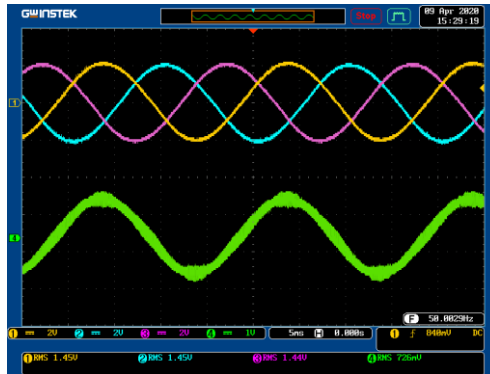 GWINSTEK Stop 09 Apr 2020
15:29:19
1
4
F 50.0029Hz
1 2V 2 2V 3 2V 4 1V 5ms H 0.000s 1 840mV DC
1 RMS 1.45V 2 RMS 1.45V 3 RMS 1.44V 4 RMS 726mV